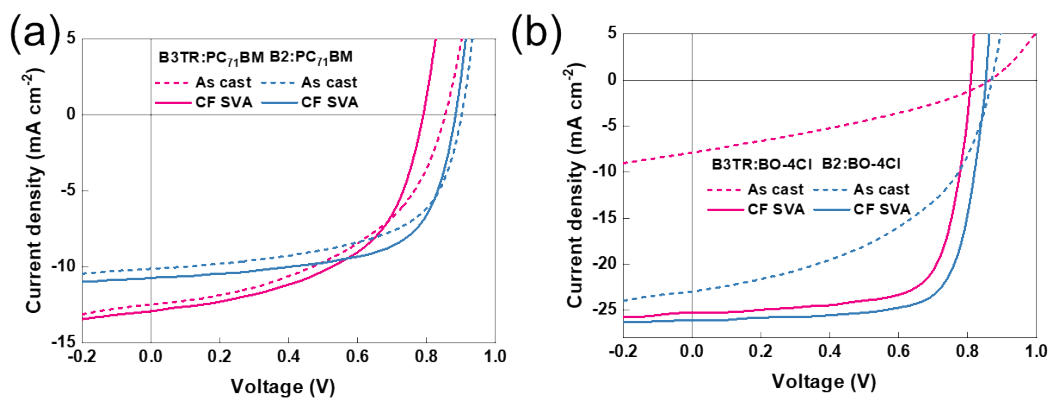 (a)
Current density (mA cm-2)
5
0
-5
-10
-15
B3TR:PC71BM B2:PC71BM
As cast As cast
CF SVA CF SVA
-0.2 0.0 0.2 0.4 0.6 0.8 1.0
Voltage (V)
(b)
Current density (mA cm-2)
5
0
-5
-10
-15
-20
-25
B3TR:BO-4Cl B2:BO-4Cl
As cast As cast
CF SVA CF SVA
-0.2 0.0 0.2 0.4 0.6 0.8 1.0
Voltage (V)